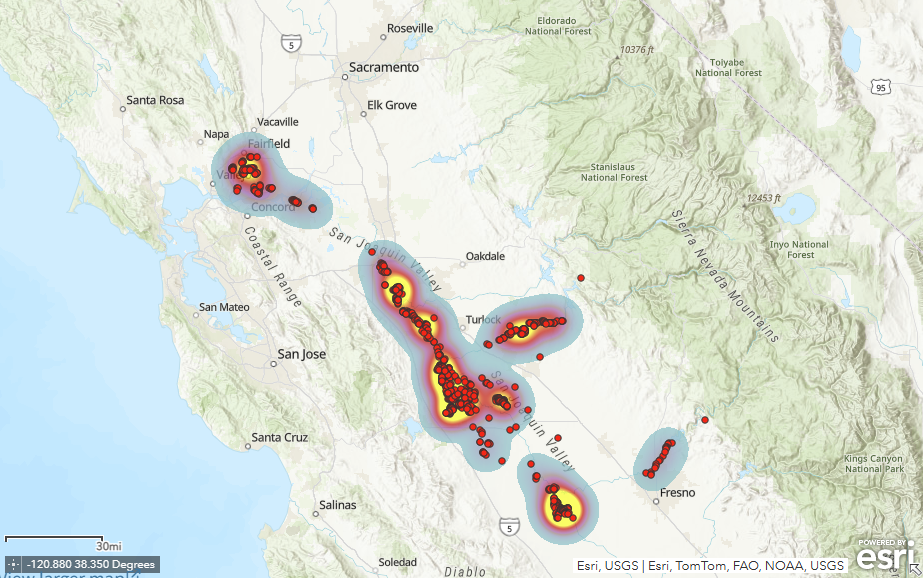 Eldorado
National Forest
Roseville
5
10376 ft
Toiyabe
National Forest
Sacramento
95
Santa Rosa
Elk Grove
Vacaville
Napa
Fairfield
Stanislaus
National Forest
Concord
12453 ft
San Joaquin Valley
Coastal Range
Sierra Nevada Mountains
Inyo National
Forest
Oakdale
San Mateo
Turlock
San Jose
San Joaquin Valley
Santa Cruz
Kings Canyon
National Park
Fresno
Salinas
5
30mi
-120.880 38.350 Degrees
View larger map
Soledad
Diablo
POWERED BY
esri
Esri, USGS | Esri, TomTom, FAO, NOAA, USGS